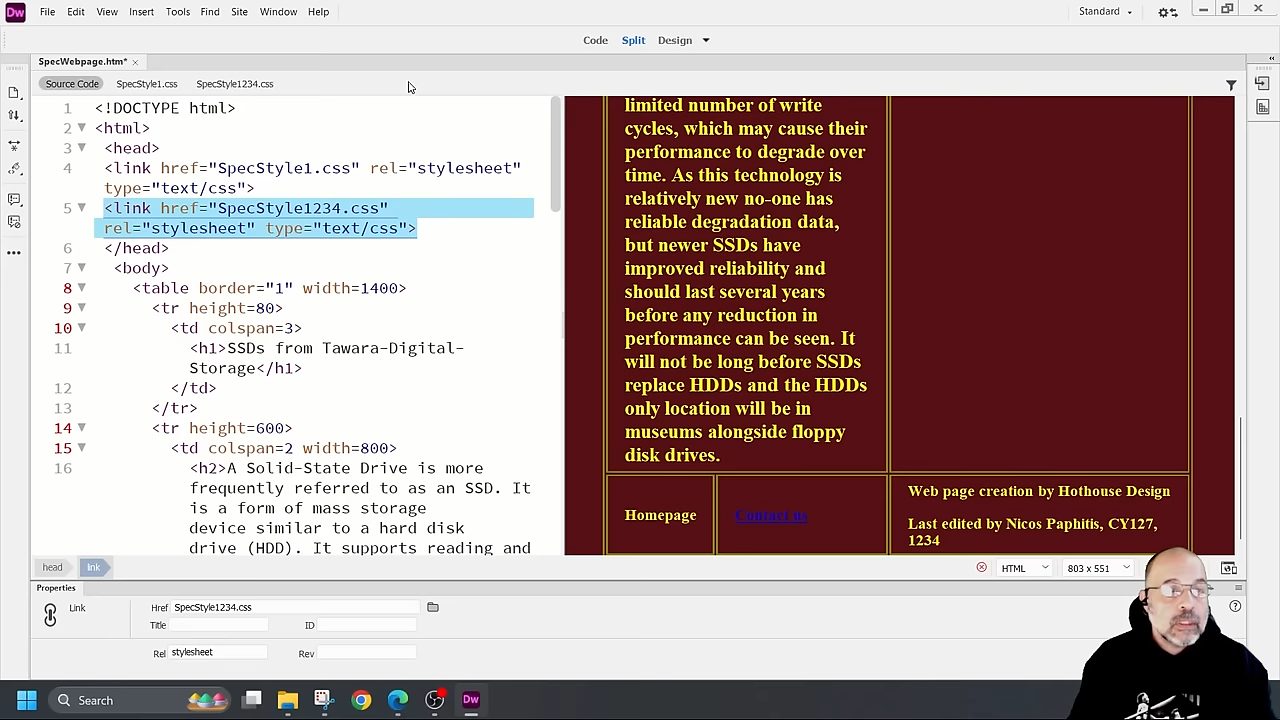 Dw File Edit View Insert Tools Find Site Window Help Standard
Code Split Design
SpecWebpage.htm*
Source Code SpecStyle1.css SpecStyle1234.css
1 <!DOCTYPE html>
2 <html>
3 <head>
4 <link href="SpecStyle1.css" rel="stylesheet"
type="text/css">
5 <link href="SpecStyle1234.css"
rel="stylesheet" type="text/css">
6 </head>
7 <body>
8 <table border="1" width=1400>
9 <tr height=80>
10 <td colspan=3>
11 <h1>SSDs from Tawara-Digital-
Storage</h1>
12 </td>
13 </tr>
14 <tr height=600>
15 <td colspan=2 width=800>
16 <h2>A Solid-State Drive is more
frequently referred to as an SSD. It
is a form of mass storage
device similar to a hard disk
drive (HDD). It supports reading and
limited number of write
cycles, which may cause their
performance to degrade over
time. As this technology is
relatively new no-one has
reliable degradation data,
but newer SSDs have
improved reliability and
should last several years
before any reduction in
performance can be seen. It
will not be long before SSDs
replace HDDs and the HDDs
only location will be in
museums alongside floppy
disk drives.
Homepage
Contact us
Web page creation by Hothouse Design
Last edited by Nicos Paphitis, CY127,
1234
head link
HTML 803 x 551
Properties
Link Href SpecStyle1234.css
Title ID
Rel stylesheet Rev
Search
Dw